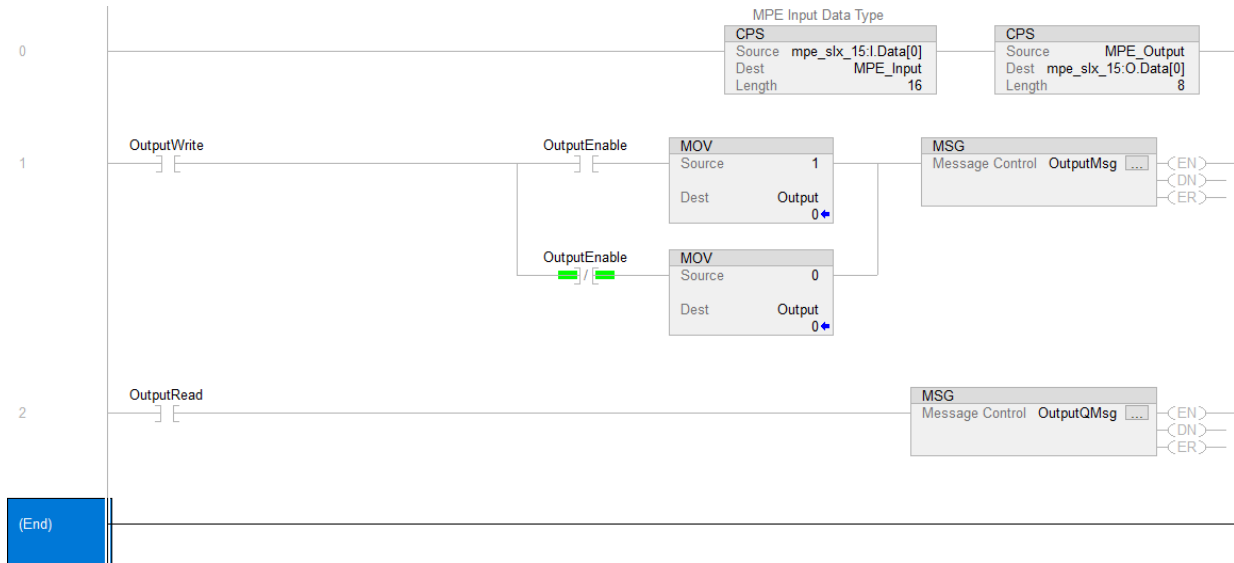 MPE Input Data Type
0
CPS
Source mpe_slx_15:I.Data[0]
Dest MPE_Input
Length 16
CPS
Source MPE_Output
Dest mpe_slx_15:O.Data[0]
Length 8
1
OutputWrite
OutputEnable
MOV
Source 1
Dest Output
0
MSG
Message Control OutputMsg ...
EN
DN
ER
OutputEnable
/
MOV
Source 0
Dest Output
0
2
OutputRead
MSG
Message Control OutputQMsg ...
EN
DN
ER
(End)